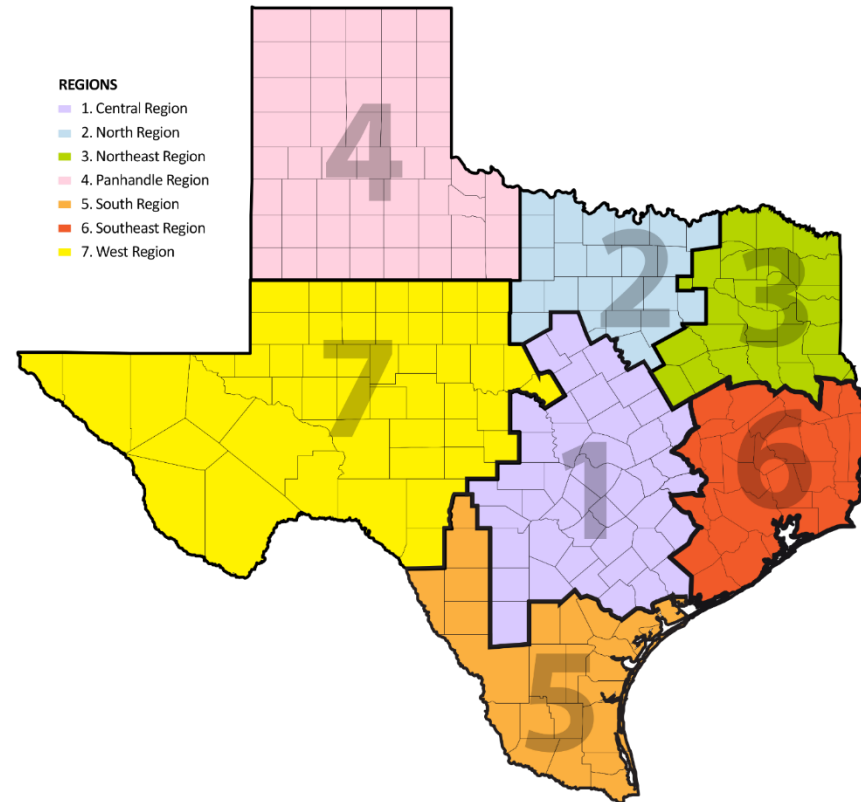 REGIONS
1. Central Region
2. North Region
3. Northeast Region
4. Panhandle Region
5. South Region
6. Southeast Region
7. West Region
4
2
3
7
6
1
5